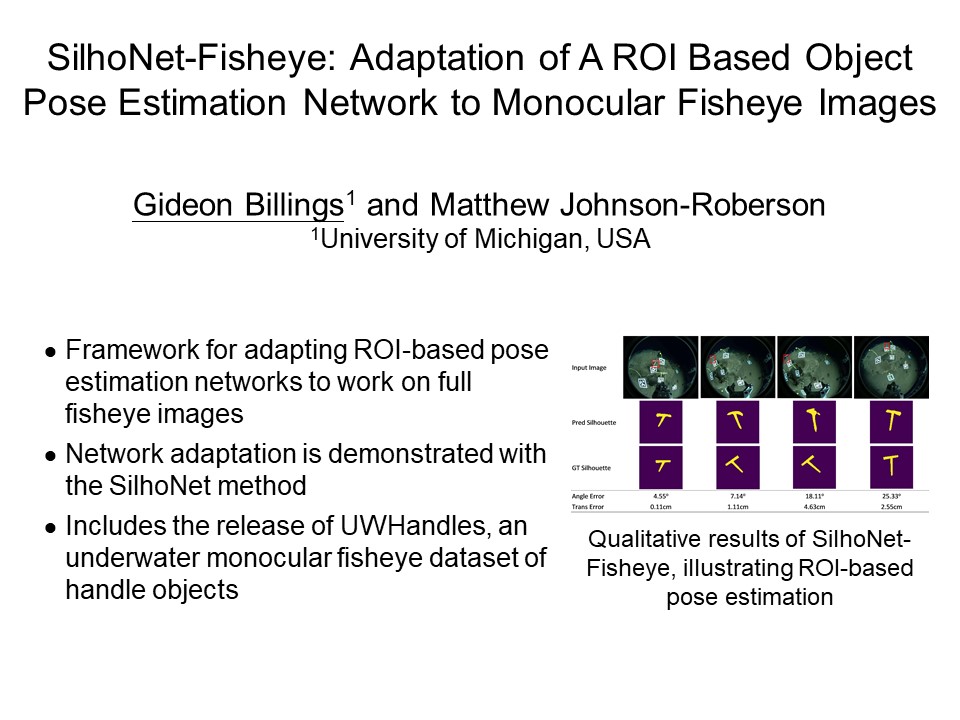 SilhoNet-Fisheye: Adaptation of A ROI Based Object
Pose Estimation Network to Monocular Fisheye Images
Gideon Billings¹ and Matthew Johnson-Roberson
¹University of Michigan, USA
● Framework for adapting ROI-based pose
estimation networks to work on full
fisheye images
● Network adaptation is demonstrated with
the SilhoNet method
● Includes the release of UWHandles, an
underwater monocular fisheye dataset of
handle objects
Input Image
Pred Silhouette
GT Silhouette
Angle Error 4.55° 7.14° 18.11° 25.33°
Trans Error 0.11cm 1.11cm 4.63cm 2.55cm
Qualitative results of SilhoNet-
Fisheye, illustrating ROI-based
pose estimation